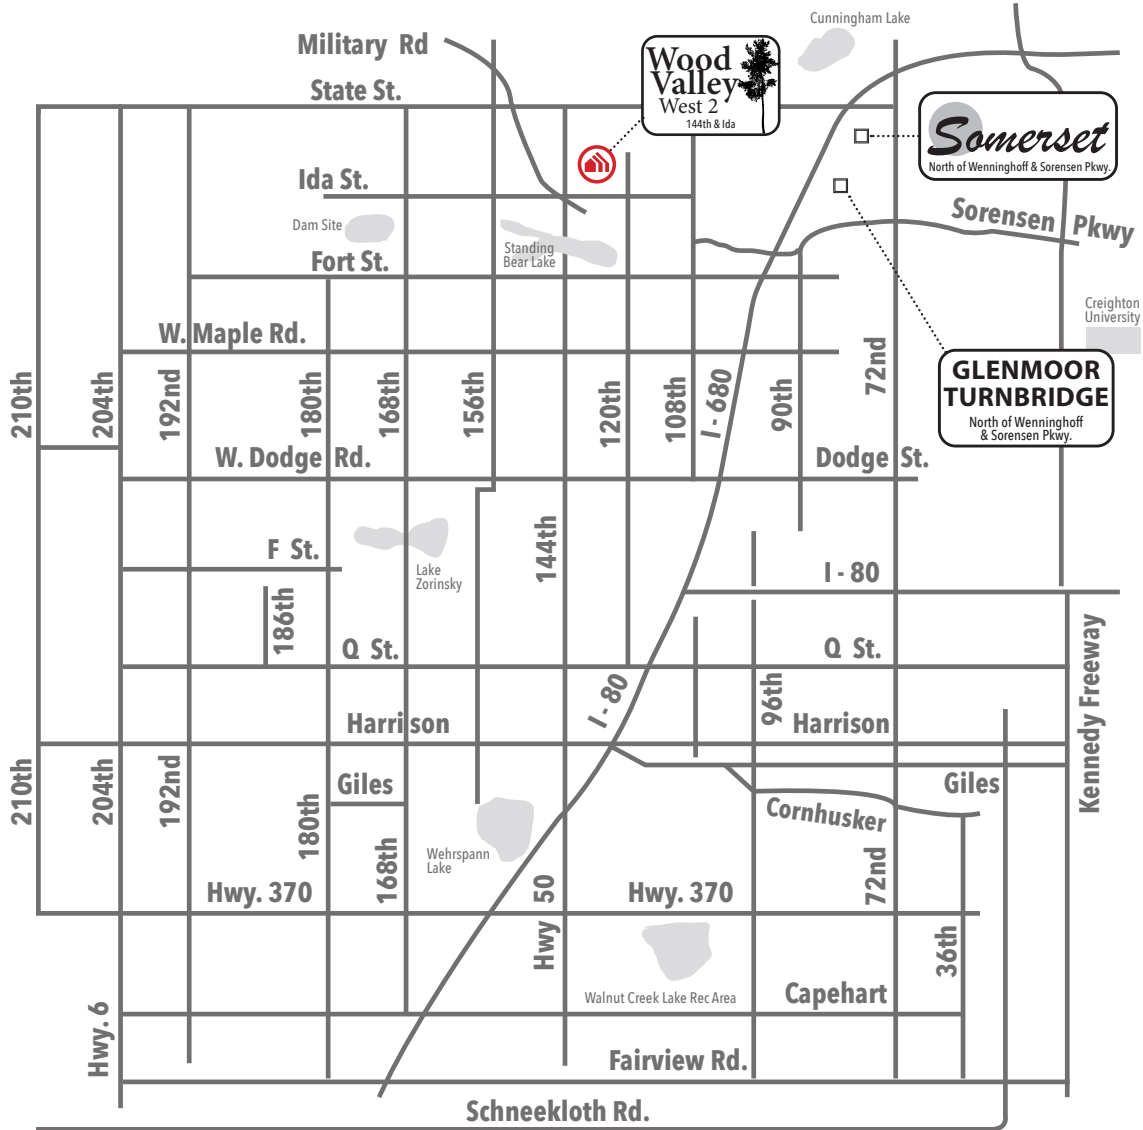 Cunningham Lake
Military Rd
State St.
Wood
Valley
West 2
144th & Ida
Somerset
North of Wenninghoff & Sorensen Pkwy.
Ida St.
Dam Site
Standing
Bear Lake
Sorensen Pkwy
Fort St.
Creighton
University
W. Maple Rd.
GLENMOOR
TURNBRIDGE
North of Wenninghoff
& Sorensen Pkwy.
210th
204th
192nd
180th
168th
156th
120th
108th
I - 680
90th
72nd
W. Dodge Rd.
Dodge St.
F St.
Lake
Zorinsky
144th
I - 80
186th
Q St.
Q St.
I - 80
96th
Kennedy Freeway
Harrison
Harrison
210th
204th
192nd
180th
Giles
168th
Giles
Cornhusker
Wehrspann
Lake
72nd
Hwy. 370
Hwy 50
Hwy. 370
36th
Walnut Creek Lake Rec Area
Capehart
Hwy. 6
Fairview Rd.
Schneekloth Rd.